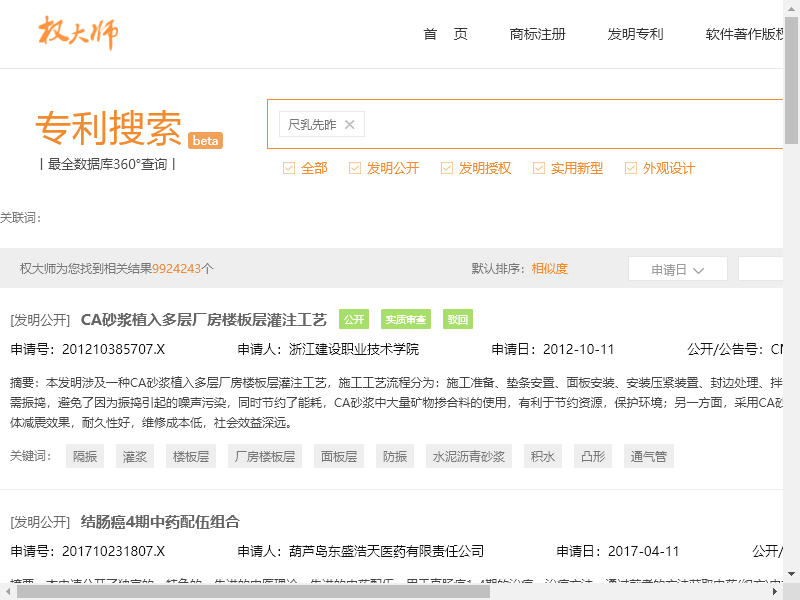 权大师
首 页 商标注册 发明专利 软件著作版权
专利搜索 beta
尺乳先昨
| 最全数据库360°查询 |
全部 发明公开 发明授权 实用新型 外观设计
关联词:
权大师为您找到相关结果9924243个 默认排序: 相似度 申请日
[发明公开] CA砂浆植入多层厂房楼板层灌注工艺 公开 实质审查 驳回
申请号: 201210385707.X 申请人: 浙江建设职业技术学院 申请日: 2012-10-11 公开/公告号: CN
摘要: 本发明涉及一种CA砂浆植入多层厂房楼板层灌注工艺, 施工工艺流程分为: 施工准备、垫条安置、面板安装、安装压紧装置、封边处理、拌
需振捣, 避免了因为振捣引起的噪声污染, 同时节约了能耗, CA砂浆中大量矿物掺合料的使用, 有利于节约资源, 保护环境; 另一方面, 采用CA砂
体减震效果, 耐久性好, 维修成本低, 社会效益深远。
关键词: 隔振 灌浆 楼板层 厂房楼板层 面板层 防振 水泥沥青砂浆 积水 凸形 通气管
[发明公开] 结肠癌4期中药配伍组合
申请号: 201710231807.X 申请人: 葫芦岛东盛浩天医药有限责任公司 申请日: 2017-04-11 公开/